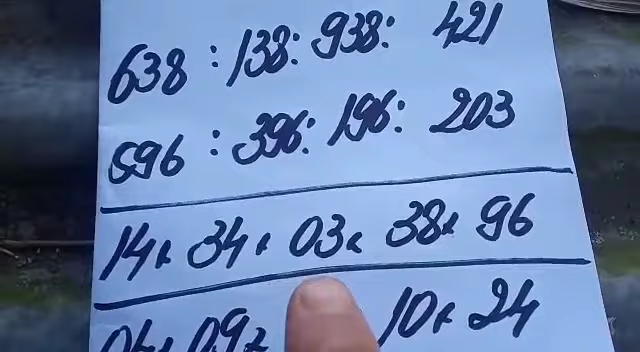 638 : 138 : 938 : 421
596 : 396 : 196 : 203
14 * 34 * 03 * 38 * 96
10 * 24